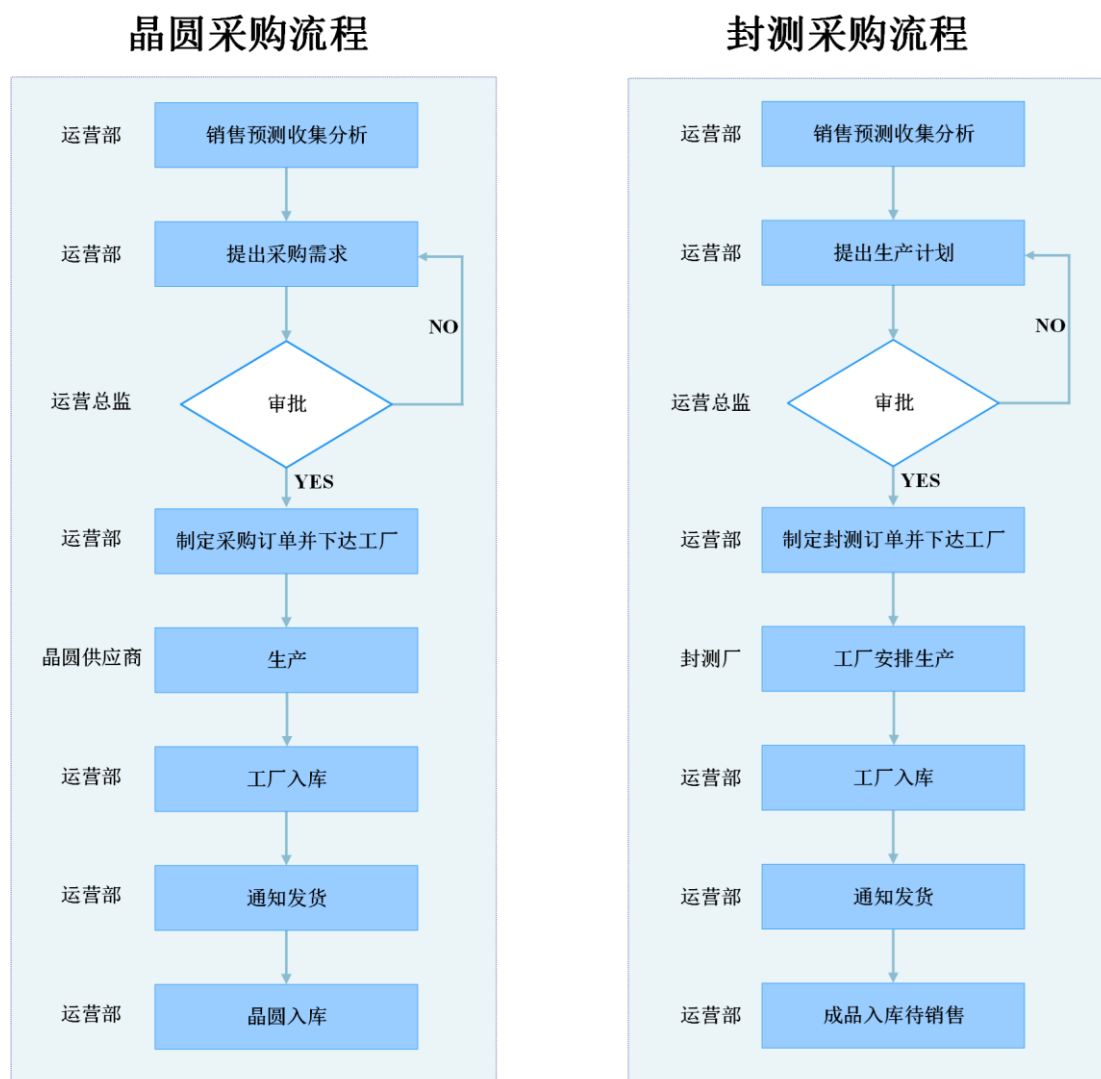 晶圆采购流程
运营部
销售预测收集分析
运营部
提出采购需求
NO
运营总监
审批
YES
运营部
制定采购订单并下达工厂
晶圆供应商
生产
运营部
工厂入库
运营部
通知发货
运营部
晶圆入库
封测采购流程
运营部
销售预测收集分析
运营部
提出生产计划
NO
运营总监
审批
YES
运营部
制定封测订单并下达工厂
封测厂
工厂安排生产
运营部
工厂入库
运营部
通知发货
运营部
成品入库待销售